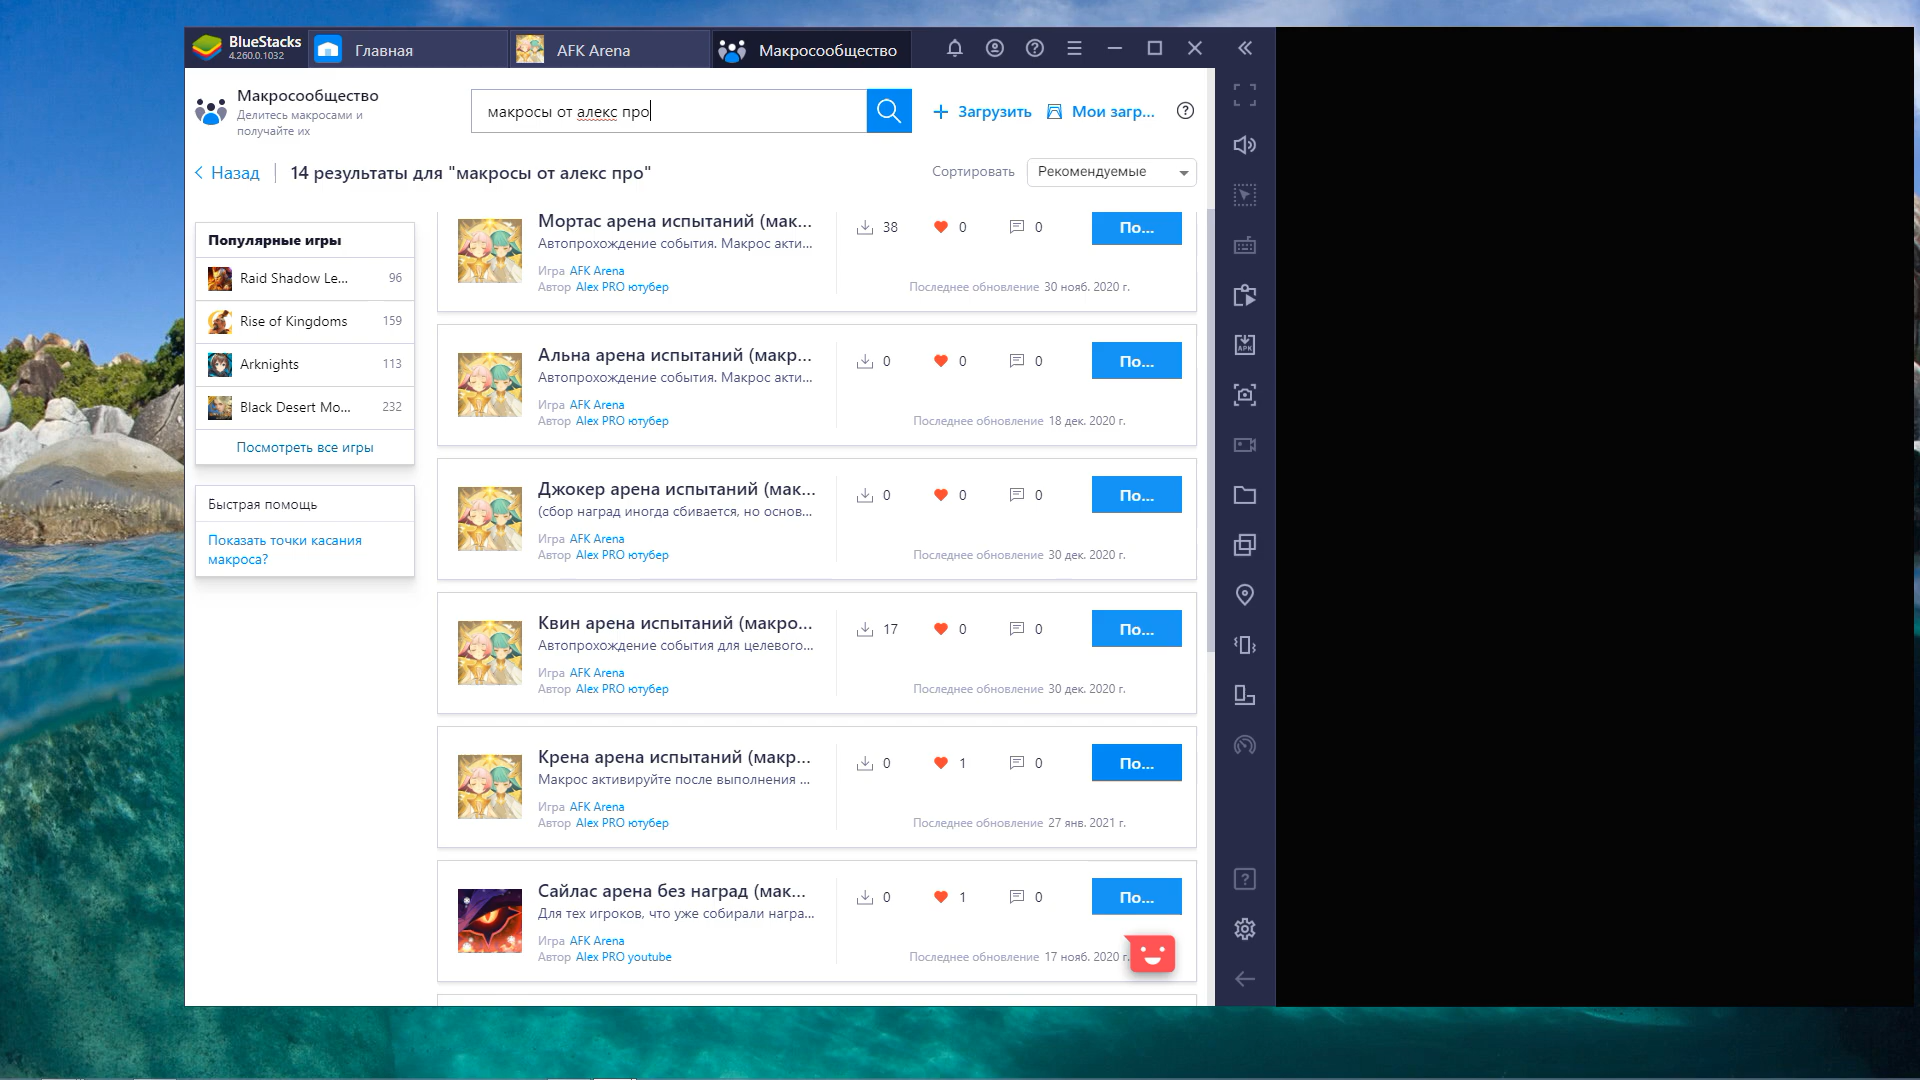 BlueStacks
4.260.0.1032
Главная
AFK Arena
Макросообщество
Макросообщество
Делитесь макросами и
получайте их
макросы от алекс про
Загрузить
Мои загр...
Назад
14 результаты для "макросы от алекс про"
Сортировать
Рекомендуемые
Популярные игры
Raid Shadow Le...
96
Rise of Kingdoms
159
Arknights
113
Black Desert Mo...
232
Посмотреть все игры
Быстрая помощь
Показать точки касания
макроса?
Мортас арена испытаний (мак...
38
0
0
По...
Автопрохождение события. Макрос акти...
Игра AFK Arena
Автор Alex PRO ютубер
Последнее обновление 30 нояб. 2020 г.
Альна арена испытаний (макр...
0
0
0
По...
Автопрохождение события. Макрос акти...
Игра AFK Arena
Автор Alex PRO ютубер
Последнее обновление 18 дек. 2020 г.
Джокер арена испытаний (мак...
0
0
0
По...
(сбор наград иногда сбивается, но основ...
Игра AFK Arena
Автор Alex PRO ютубер
Последнее обновление 30 дек. 2020 г.
Квин арена испытаний (макро...
17
0
0
По...
Автопрохождение события для целевого...
Игра AFK Arena
Автор Alex PRO ютубер
Последнее обновление 30 дек. 2020 г.
Крена арена испытаний (макр...
0
1
0
По...
Макрос активируйте после выполнения ...
Игра AFK Arena
Автор Alex PRO ютубер
Последнее обновление 27 янв. 2021 г.
Сайлас арена без наград (мак...
0
1
0
По...
Для тех игроков, что уже собирали награ...
Игра AFK Arena
Автор Alex PRO youtube
Последнее обновление 17 нояб. 2020 г.
APK